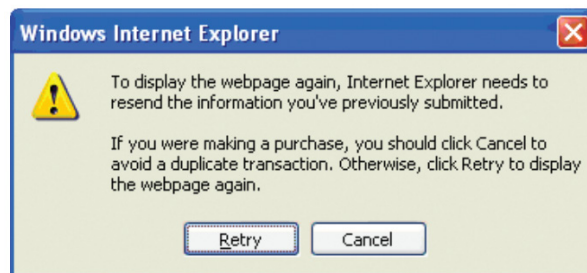 Windows Internet Explorer
To display the webpage again, Internet Explorer needs to
resend the information you've previously submitted.
If you were making a purchase, you should click Cancel to
avoid a duplicate transaction. Otherwise, click Retry to display
the webpage again.
Retry
Cancel